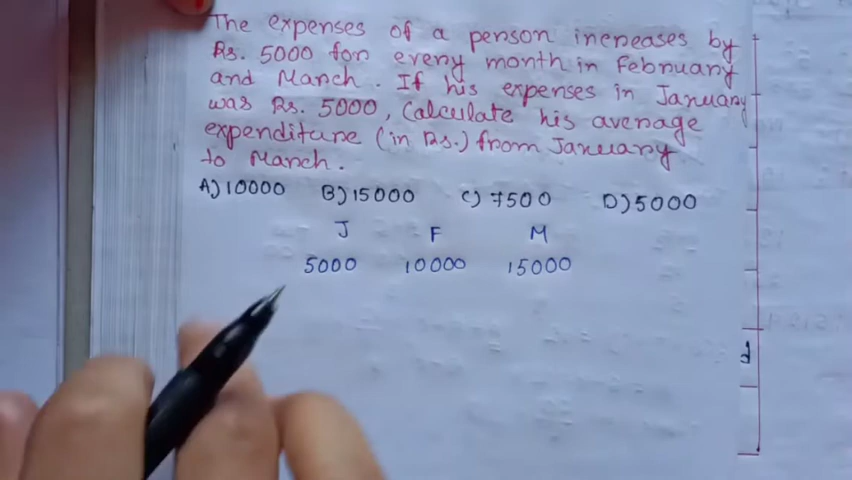 The expenses of a person increases by
Rs. 5000 for every month in February
and March. If his expenses in January
was Rs. 5000, Calculate his average
expenditure (in Rs.) from January
to March.
A) 10000 B) 15000 C) 7500 D) 5000
J F M
5000 10000 15000